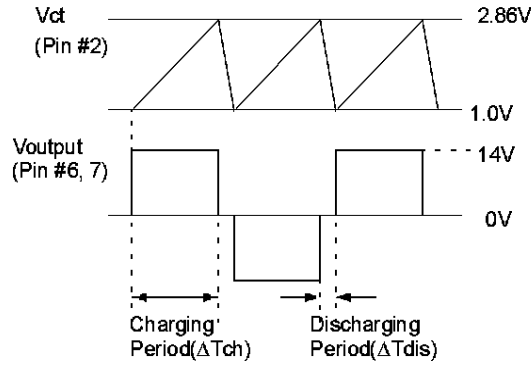 Vct
(Pin #2)
2.86V
1.0V
Voutput
(Pin #6, 7)
14V
0V
Charging
Period(ΔTch)
Discharging
Period(ΔTdis)